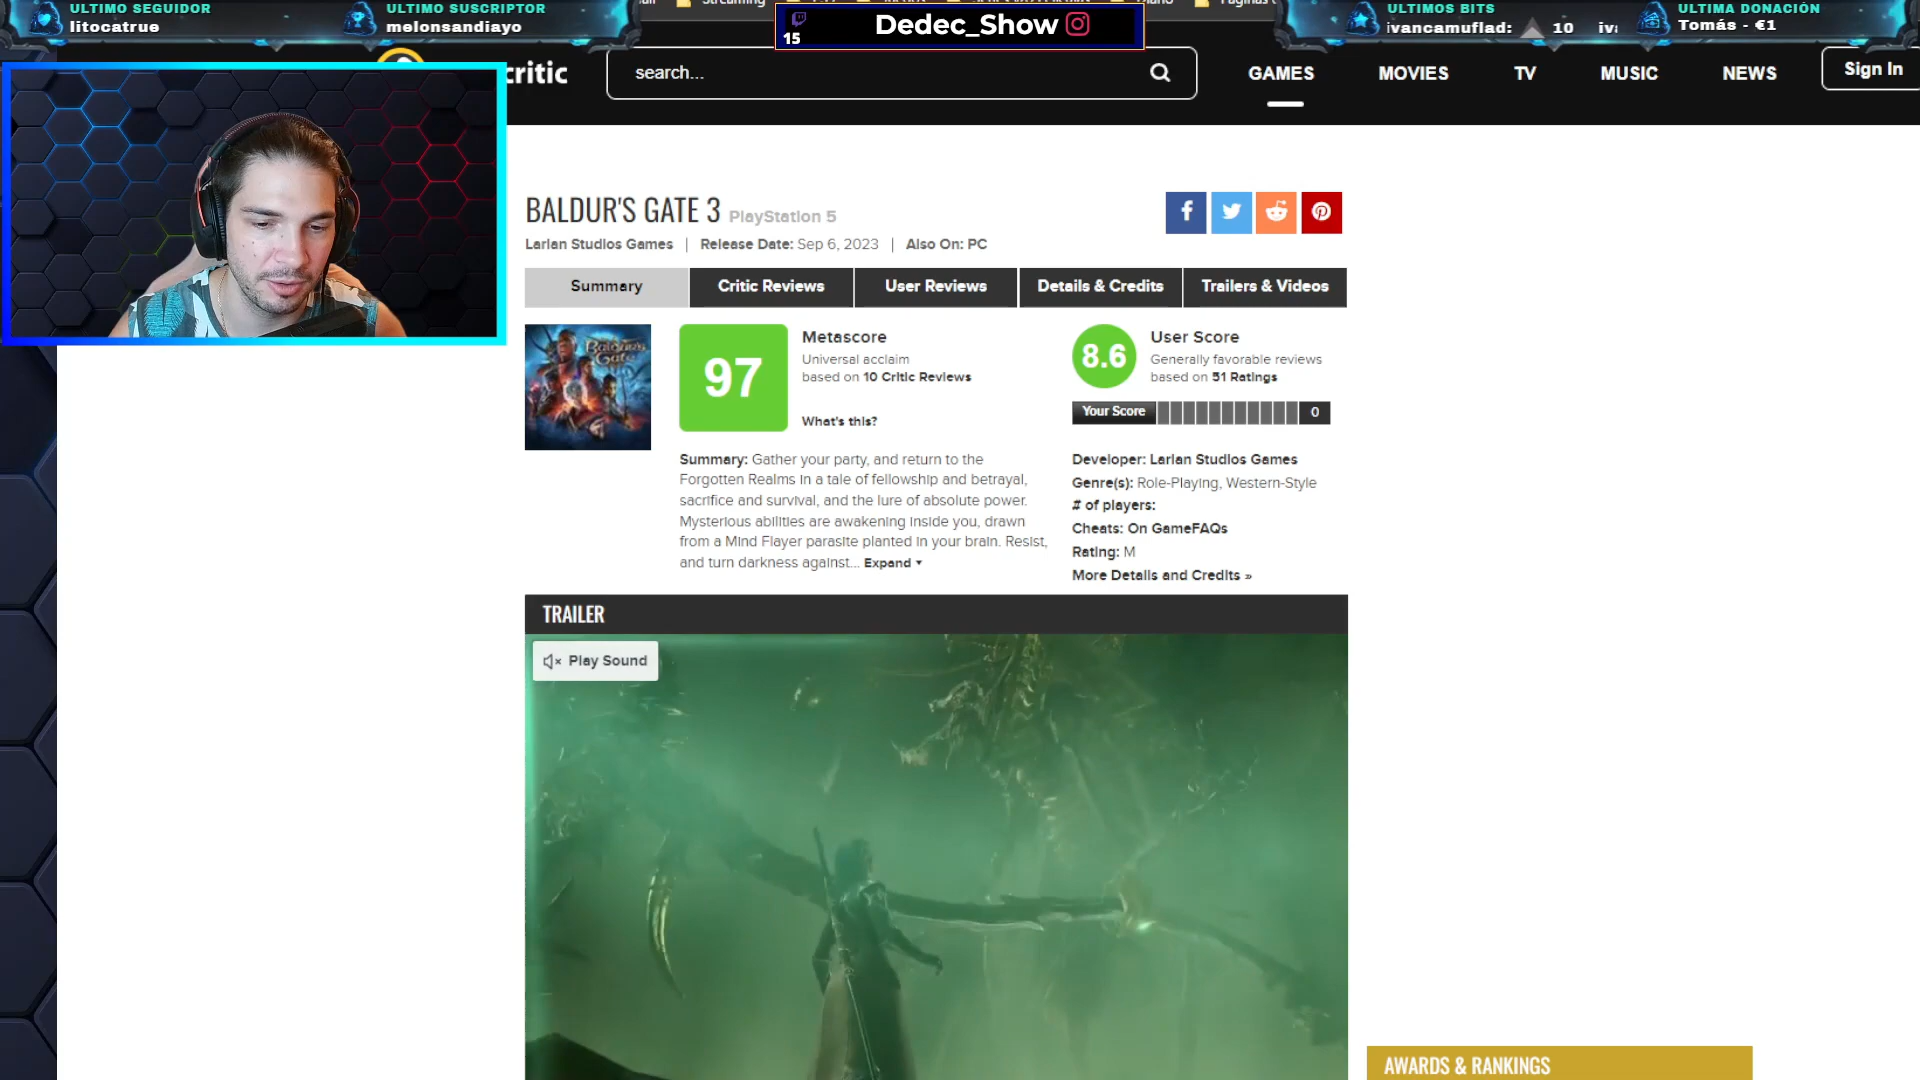 ULTIMO SEGUIDOR
litocatrue
ULTIMO SUSCRIPTOR
melonsandiayo
15
Dedec_Show
ULTIMOS BITS
ivancamuflad: 10
ULTIMA DONACIÓN
Tomás - €1
Streaming
critic
search...
GAMES
MOVIES
TV
MUSIC
NEWS
Sign In
BALDUR'S GATE 3 PlayStation 5
Larian Studios Games | Release Date: Sep 6, 2023 | Also On: PC
Summary
Critic Reviews
User Reviews
Details & Credits
Trailers & Videos
97
Metascore
Universal acclaim
based on 10 Critic Reviews
What's this?
8.6
User Score
Generally favorable reviews
based on 51 Ratings
Your Score
0
Summary: Gather your party, and return to the
Forgotten Realms in a tale of fellowship and betrayal,
sacrifice and survival, and the lure of absolute power.
Mysterious abilities are awakening inside you, drawn
from a Mind Flayer parasite planted in your brain. Resist,
and turn darkness against... Expand
Developer: Larian Studios Games
Genre(s): Role-Playing, Western-Style
# of players:
Cheats: On GameFAQs
Rating: M
More Details and Credits »
Baldur's
Gate
TRAILER
Play Sound
AWARDS & RANKINGS